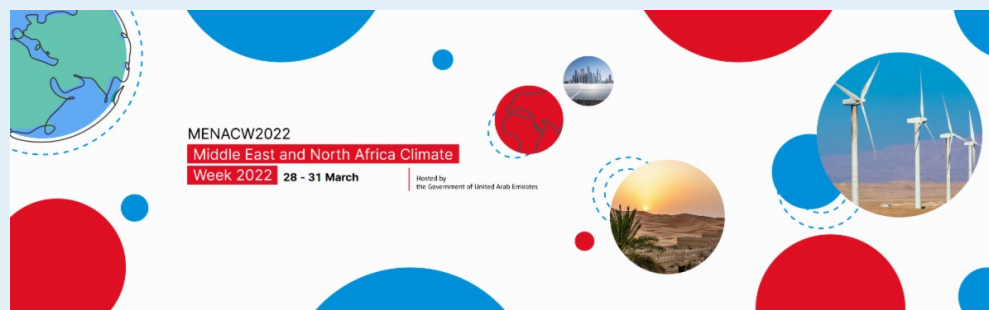 MENACW2022
Middle East and North Africa Climate
Week 2022 28 - 31 March
Hosted by
the Government of United Arab Emirates